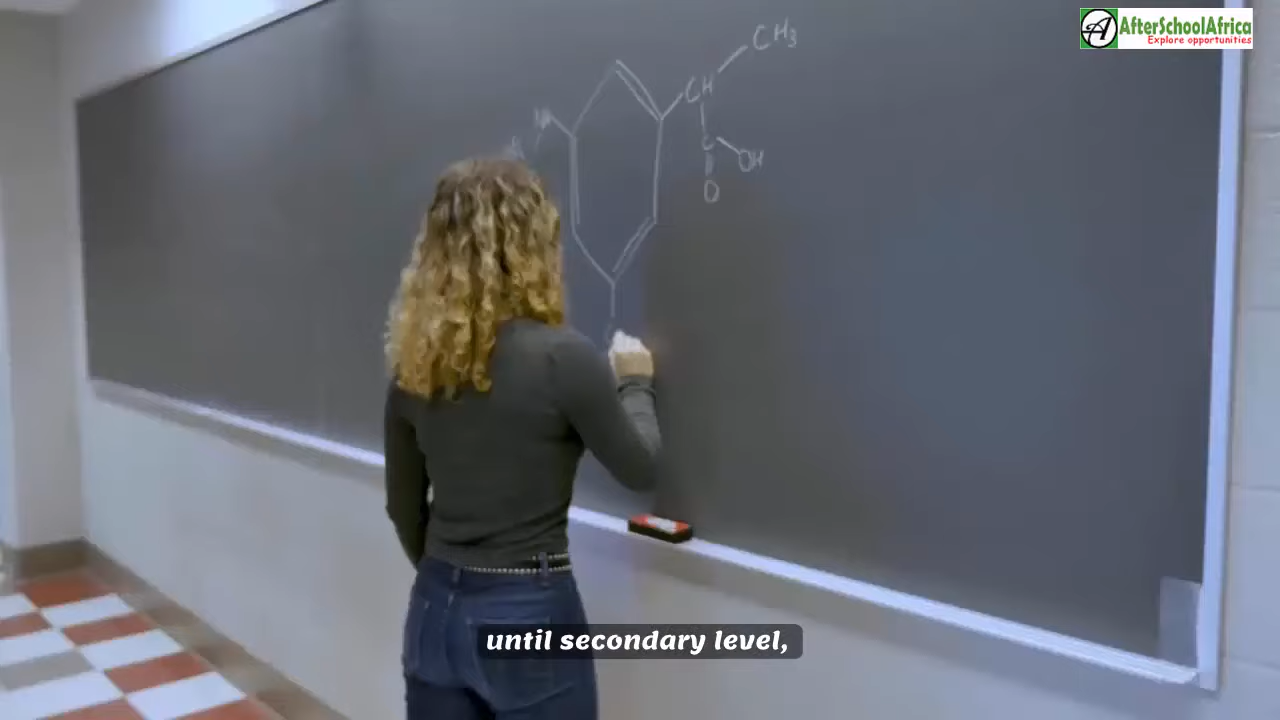 AfterSchoolAfrica
Explore opportunities
CH3
CH
C
OH
O
until secondary level,